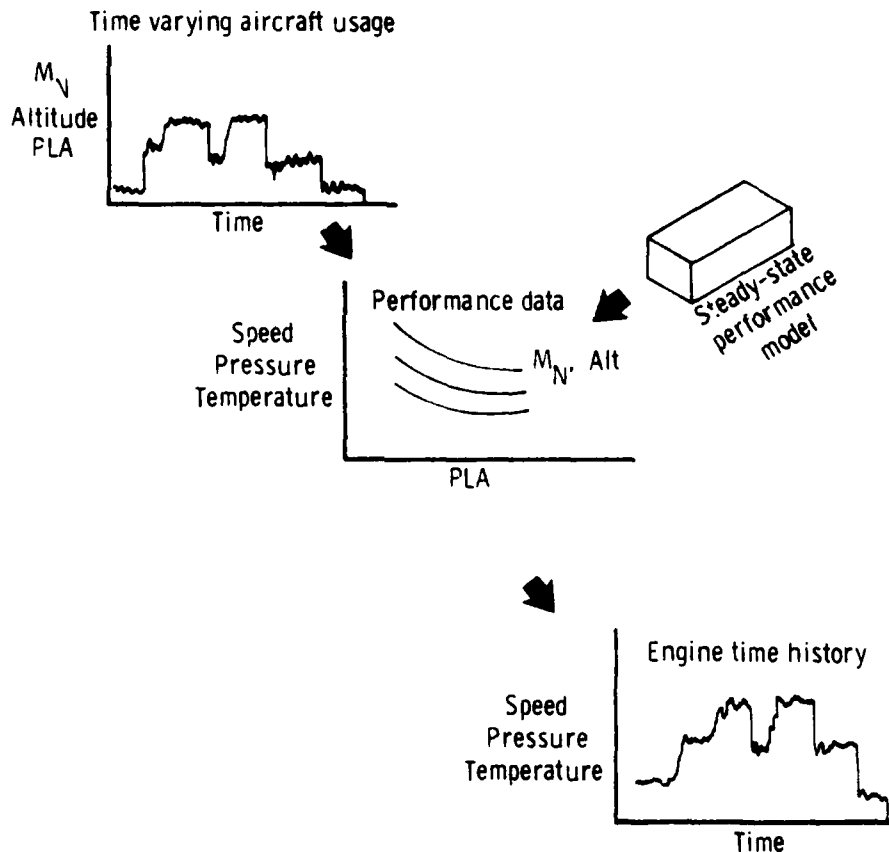 Time varying aircraft usage
M_N
Altitude
PLA
Time
Performance data
Speed
Pressure
Temperature
M_N, Alt
PLA
Steady-state
performance
model
Engine time history
Speed
Pressure
Temperature
Time